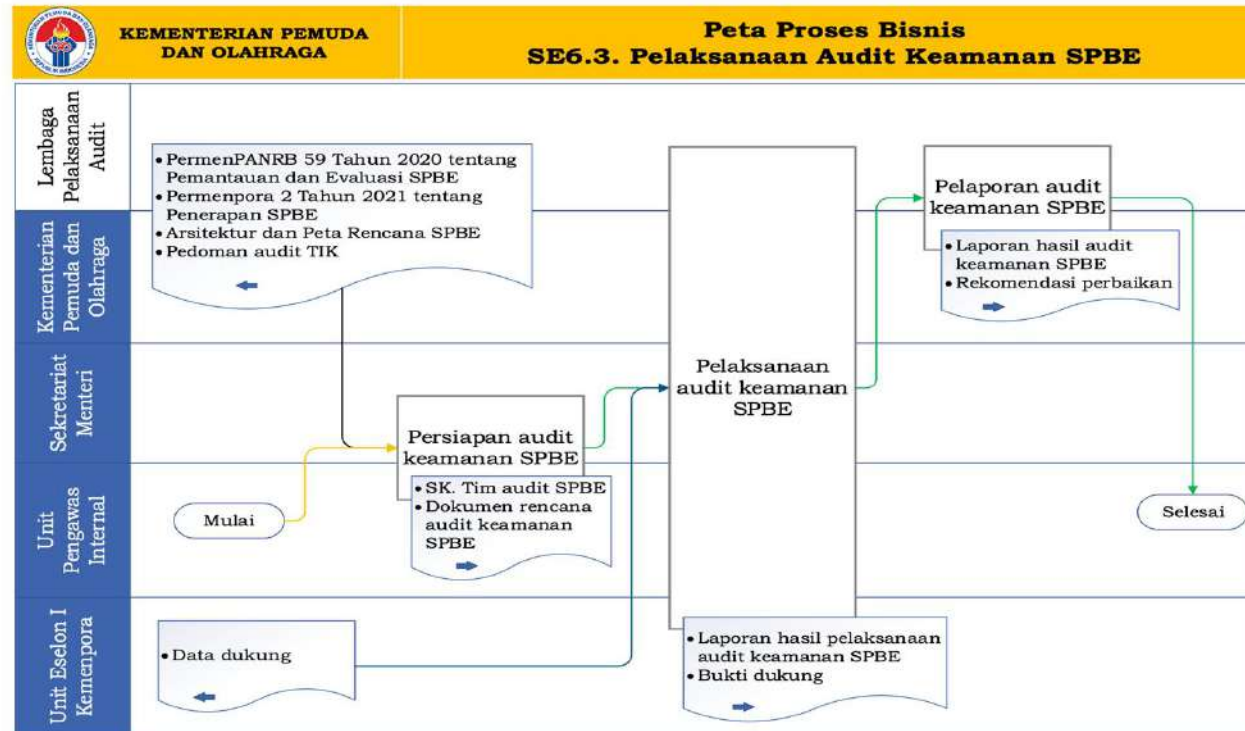 KEMENTERIAN PEMUDA
DAN OLAHRAGA
Peta Proses Bisnis
SE6.3. Pelaksanaan Audit Keamanan SPBE
Lembaga
Pelaksanaan
Audit
• PermenPANRB 59 Tahun 2020 tentang
Pemantauan dan Evaluasi SPBE
• Permenpora 2 Tahun 2021 tentang
Penerapan SPBE
• Arsitektur dan Peta Rencana SPBE
• Pedoman audit TIK
Pelaporan audit
keamanan SPBE
Kementerian
Pemuda dan
Olahraga
• Laporan hasil audit
keamanan SPBE
• Rekomendasi perbaikan
Sekretariat
Menteri
Persiapan audit
keamanan SPBE
Pelaksanaan
audit keamanan
SPBE
Unit
Pengawas
Internal
Mulai
• SK. Tim audit SPBE
• Dokumen rencana
audit keamanan
SPBE
Selesai
Unit Eselon I
Kemenpora
• Data dukung
• Laporan hasil pelaksanaan
audit keamanan SPBE
• Bukti dukung